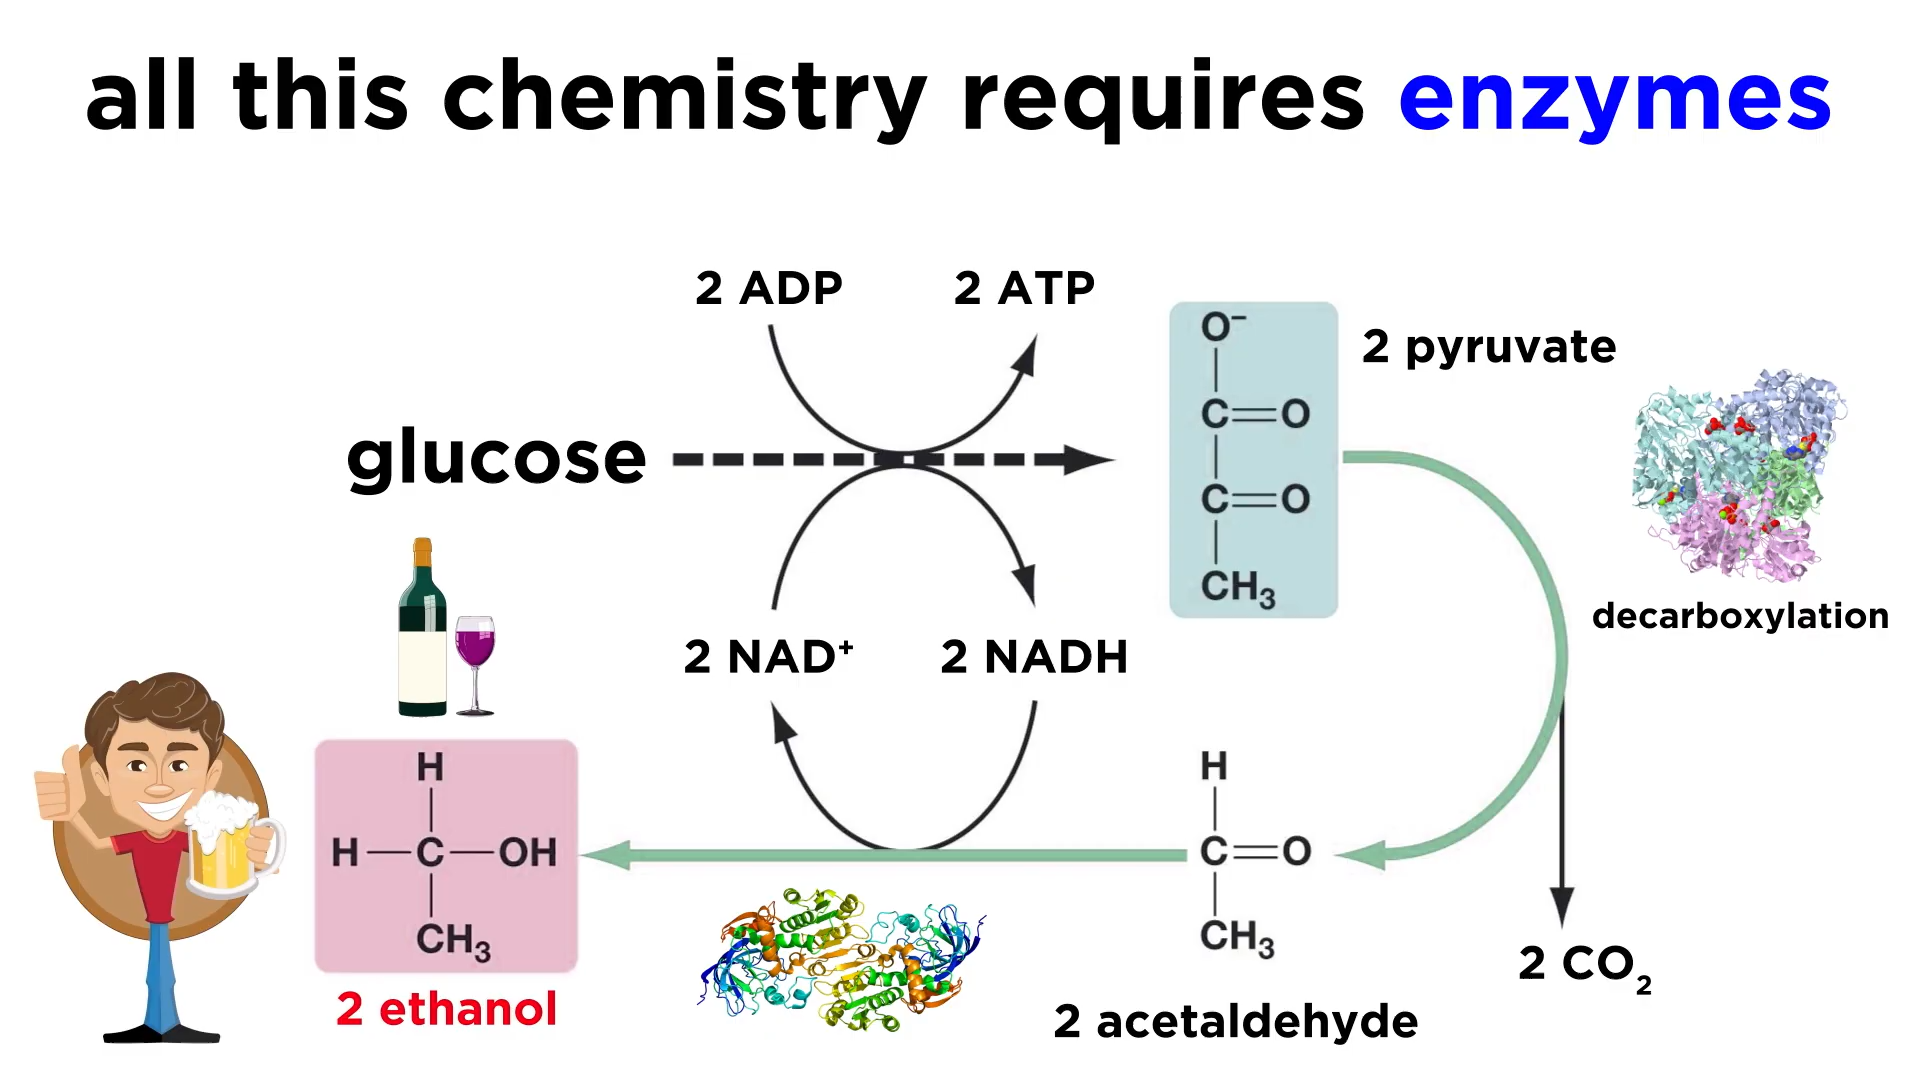 all this chemistry requires enzymes
2 ADP 2 ATP
O⁻
2 pyruvate
C=O
glucose
C=O
CH₃
decarboxylation
2 NAD⁺ 2 NADH
H
H—C—OH
CH₃
2 ethanol
H
C=O
CH₃
2 acetaldehyde
2 CO₂